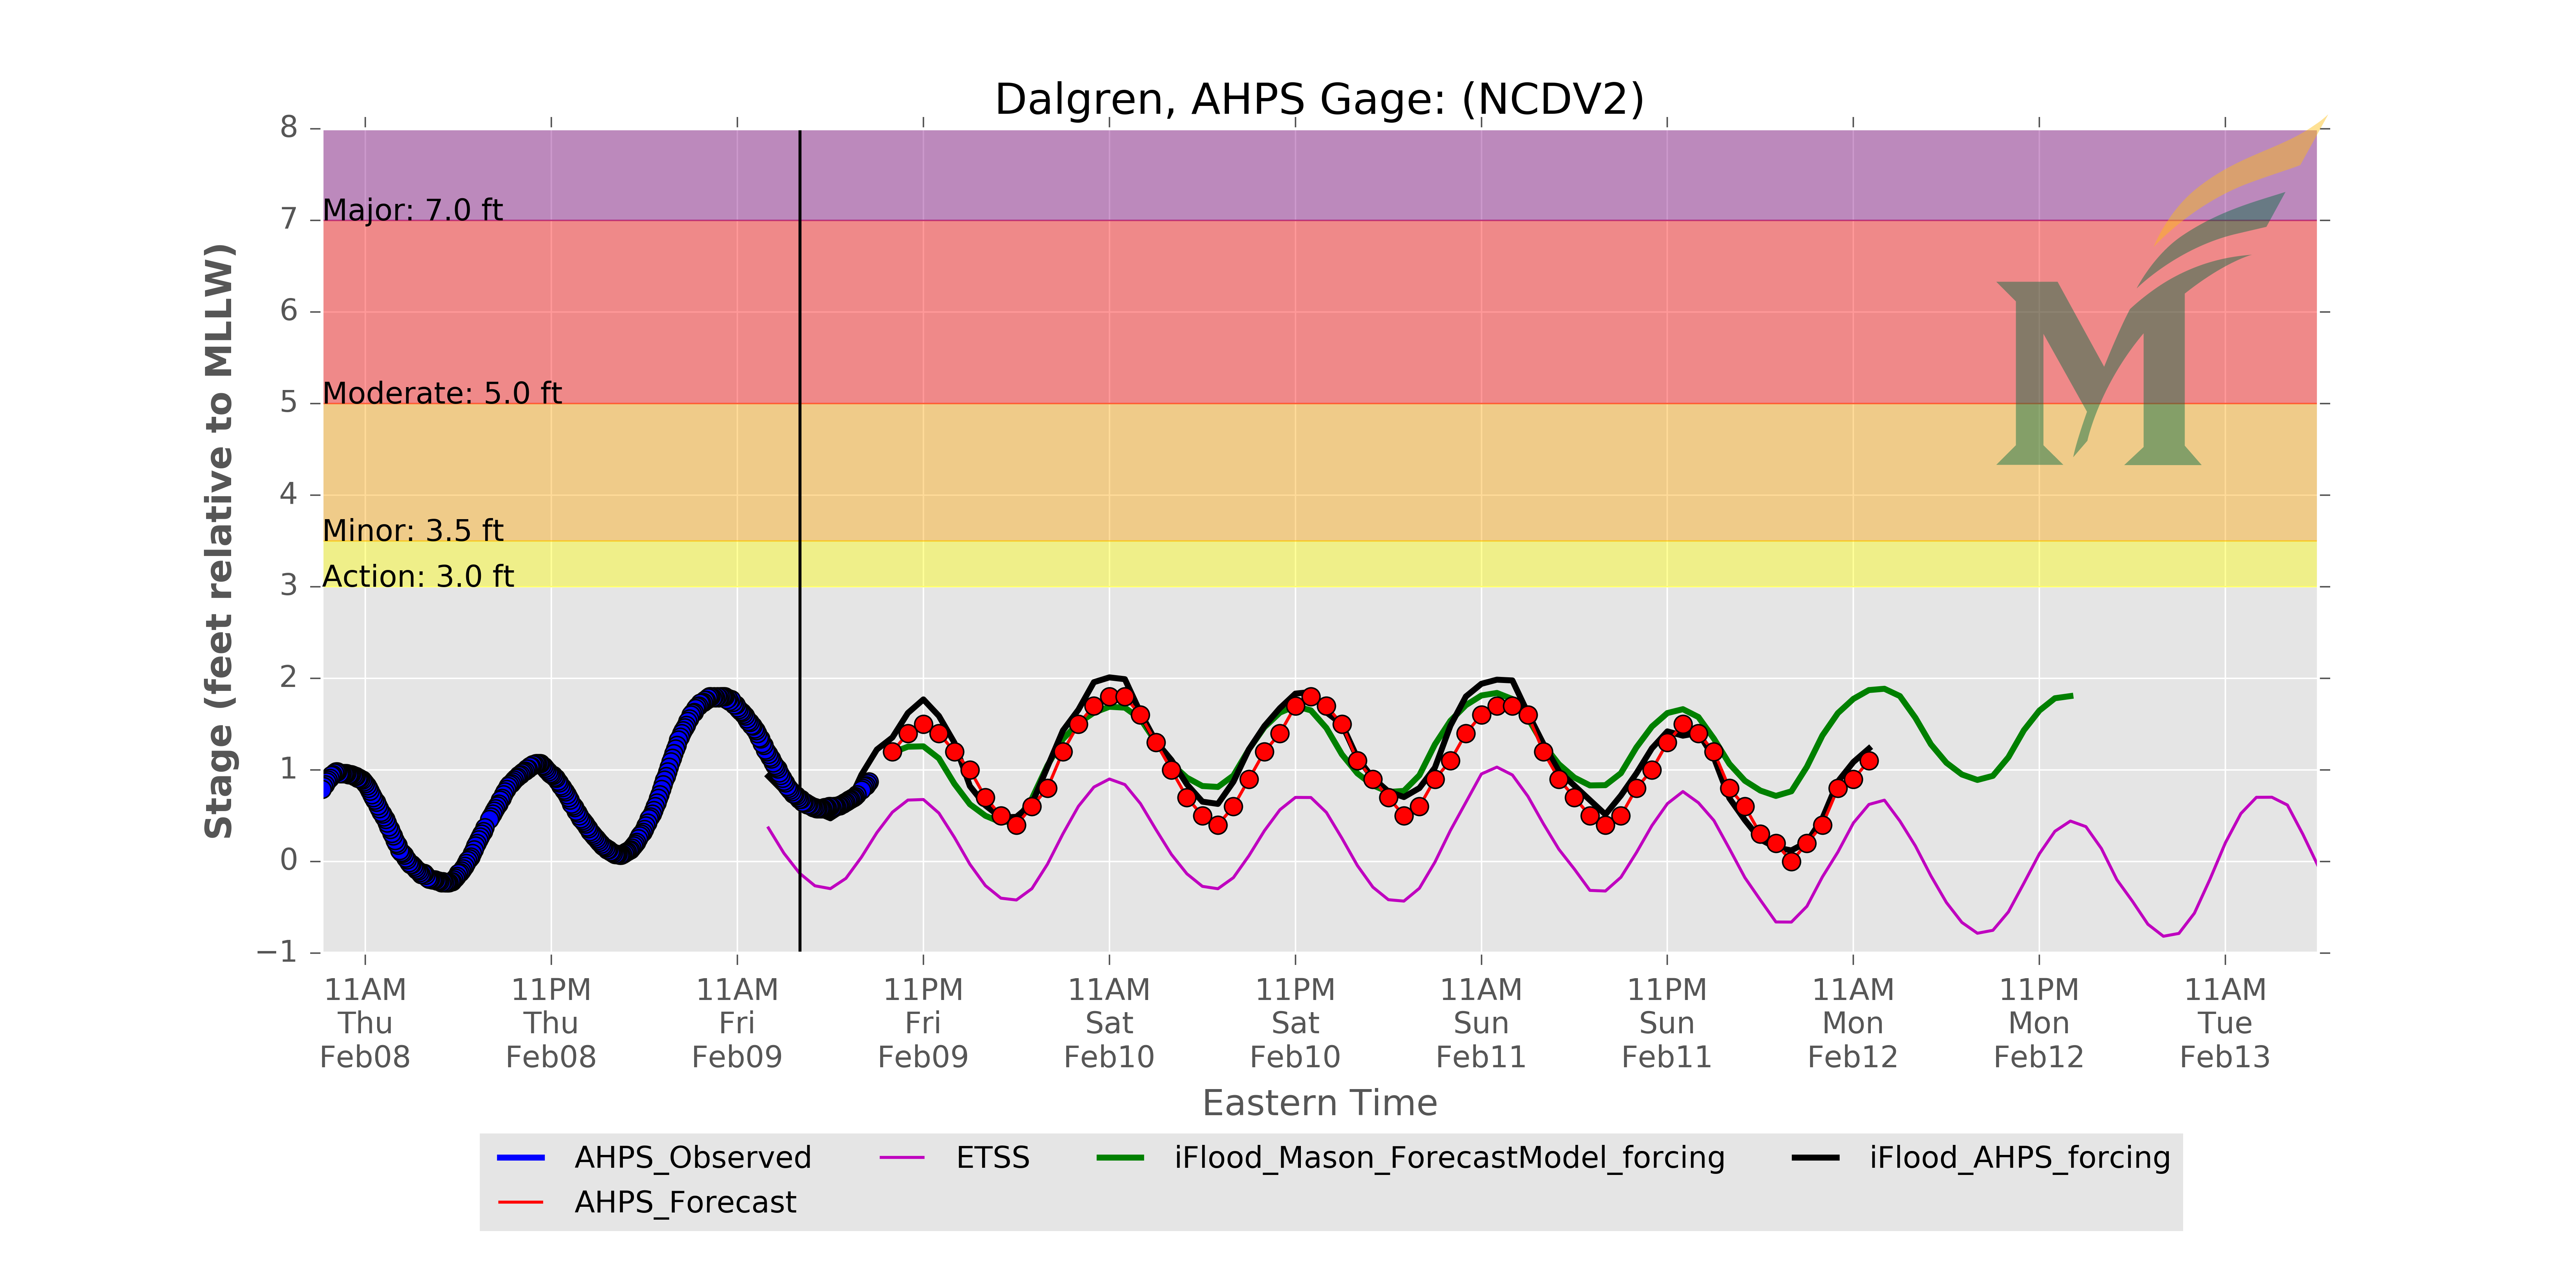 Dalgren, AHPS Gage: (NCDV2)
8
Major: 7.0 ft
7
6
Moderate: 5.0 ft
5
4
Minor: 3.5 ft
Action: 3.0 ft
3
2
1
0
−1
Stage (feet relative to MLLW)
11AM 11PM 11AM 11PM 11AM 11PM 11AM 11PM 11AM 11PM 11AM
Thu Thu Fri Fri Sat Sat Sun Sun Mon Mon Tue
Feb08 Feb08 Feb09 Feb09 Feb10 Feb10 Feb11 Feb11 Feb12 Feb12 Feb13
Eastern Time
AHPS_Observed ETSS iFlood_Mason_ForecastModel_forcing iFlood_AHPS_forcing
AHPS_Forecast
M